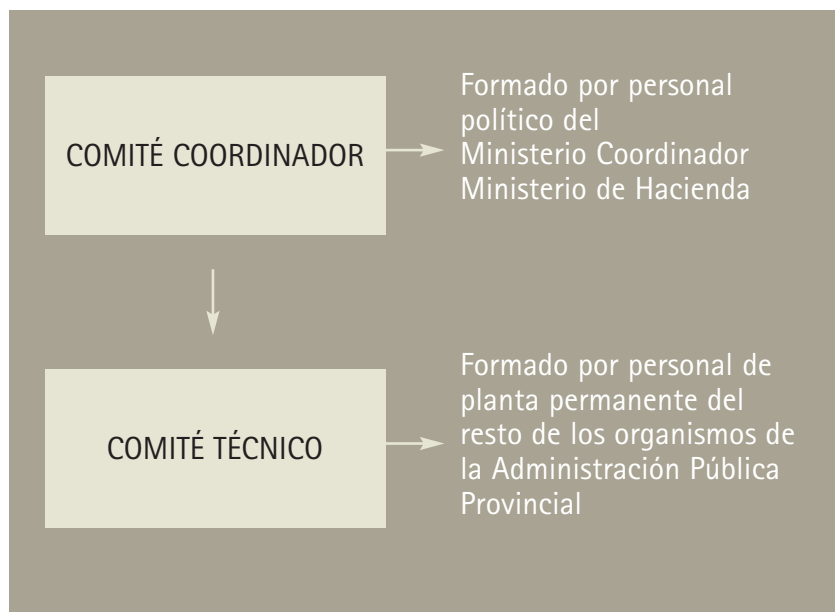 COMITÉ COORDINADOR
Formado por personal
político del
Ministerio Coordinador
Ministerio de Hacienda
COMITÉ TÉCNICO
Formado por personal de
planta permanente del
resto de los organismos de
la Administración Pública
Provincial